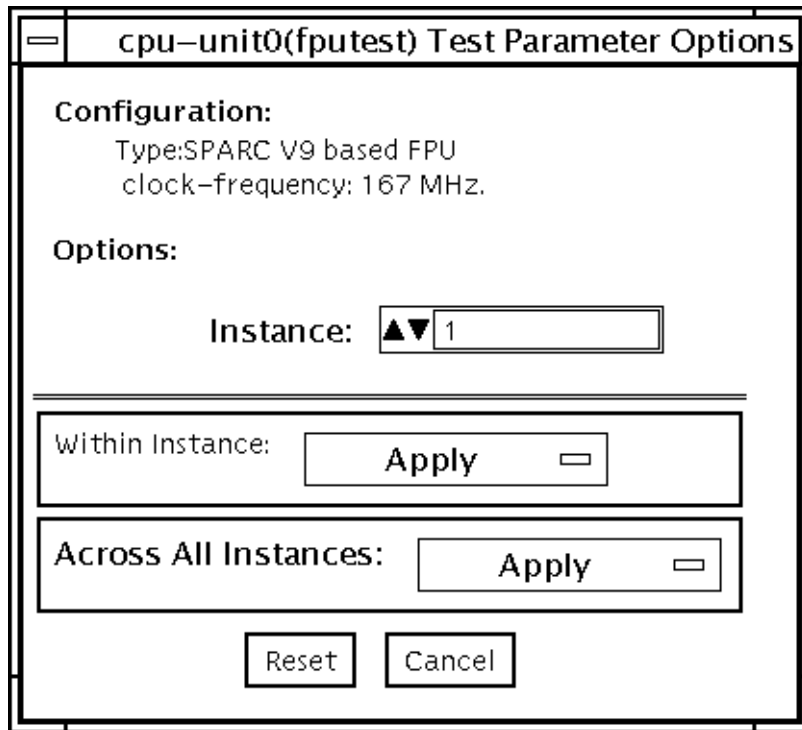 cpu-unit0(fputest) Test Parameter Options
Configuration:
Type:SPARC V9 based FPU
clock-frequency: 167 MHz.
Options:
Instance: 1
Within Instance: Apply
Across All Instances: Apply
Reset Cancel